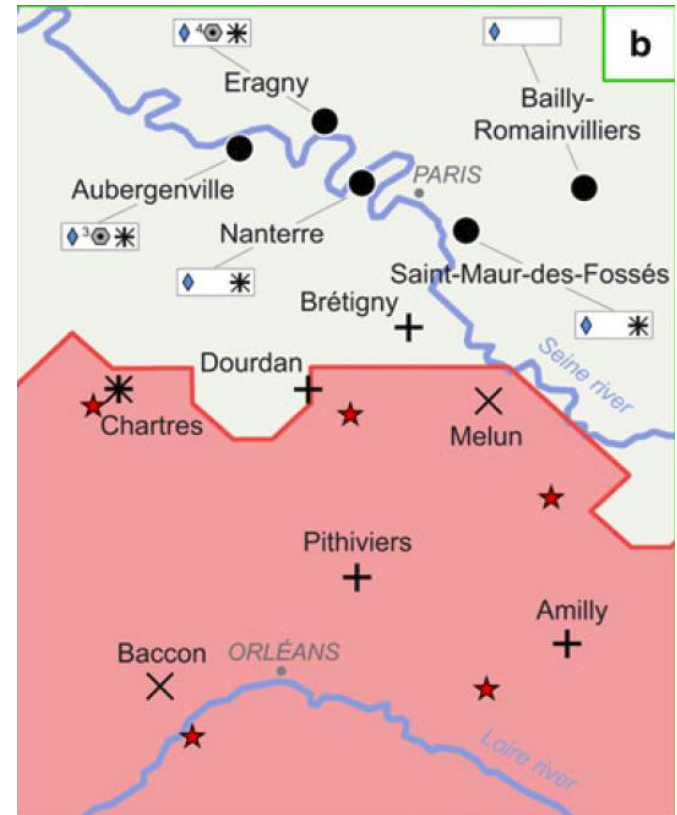 b
4
Eragny
Bailly-
Romainvilliers
Aubergenville
PARIS
3
Nanterre
Saint-Maur-des-Fossés
Brétigny
Seine river
Dourdan
Chartres
Melun
Pithiviers
Amilly
Baccon
ORLÉANS
Loire river